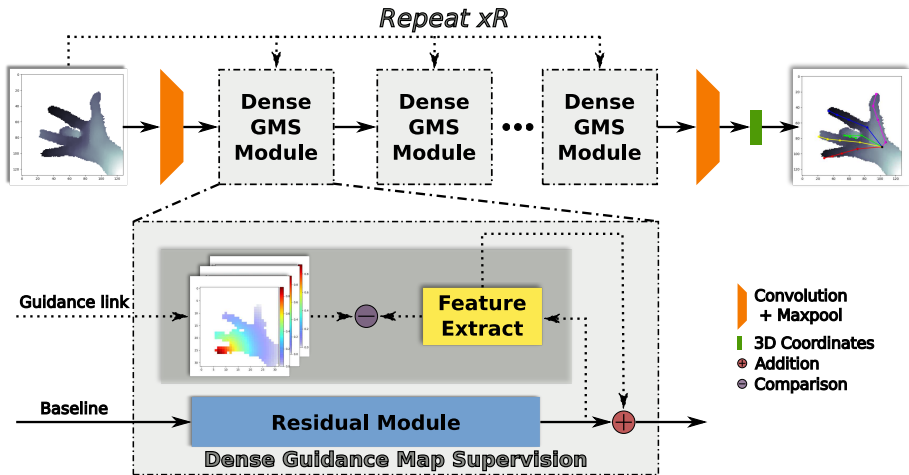 Repeat xR
Dense
GMS
Module
Dense
GMS
Module
Dense
GMS
Module
Guidance link
Feature
Extract
Baseline
Residual Module
Dense Guidance Map Supervision
Convolution
+ Maxpool
3D Coordinates
Addition
Comparison